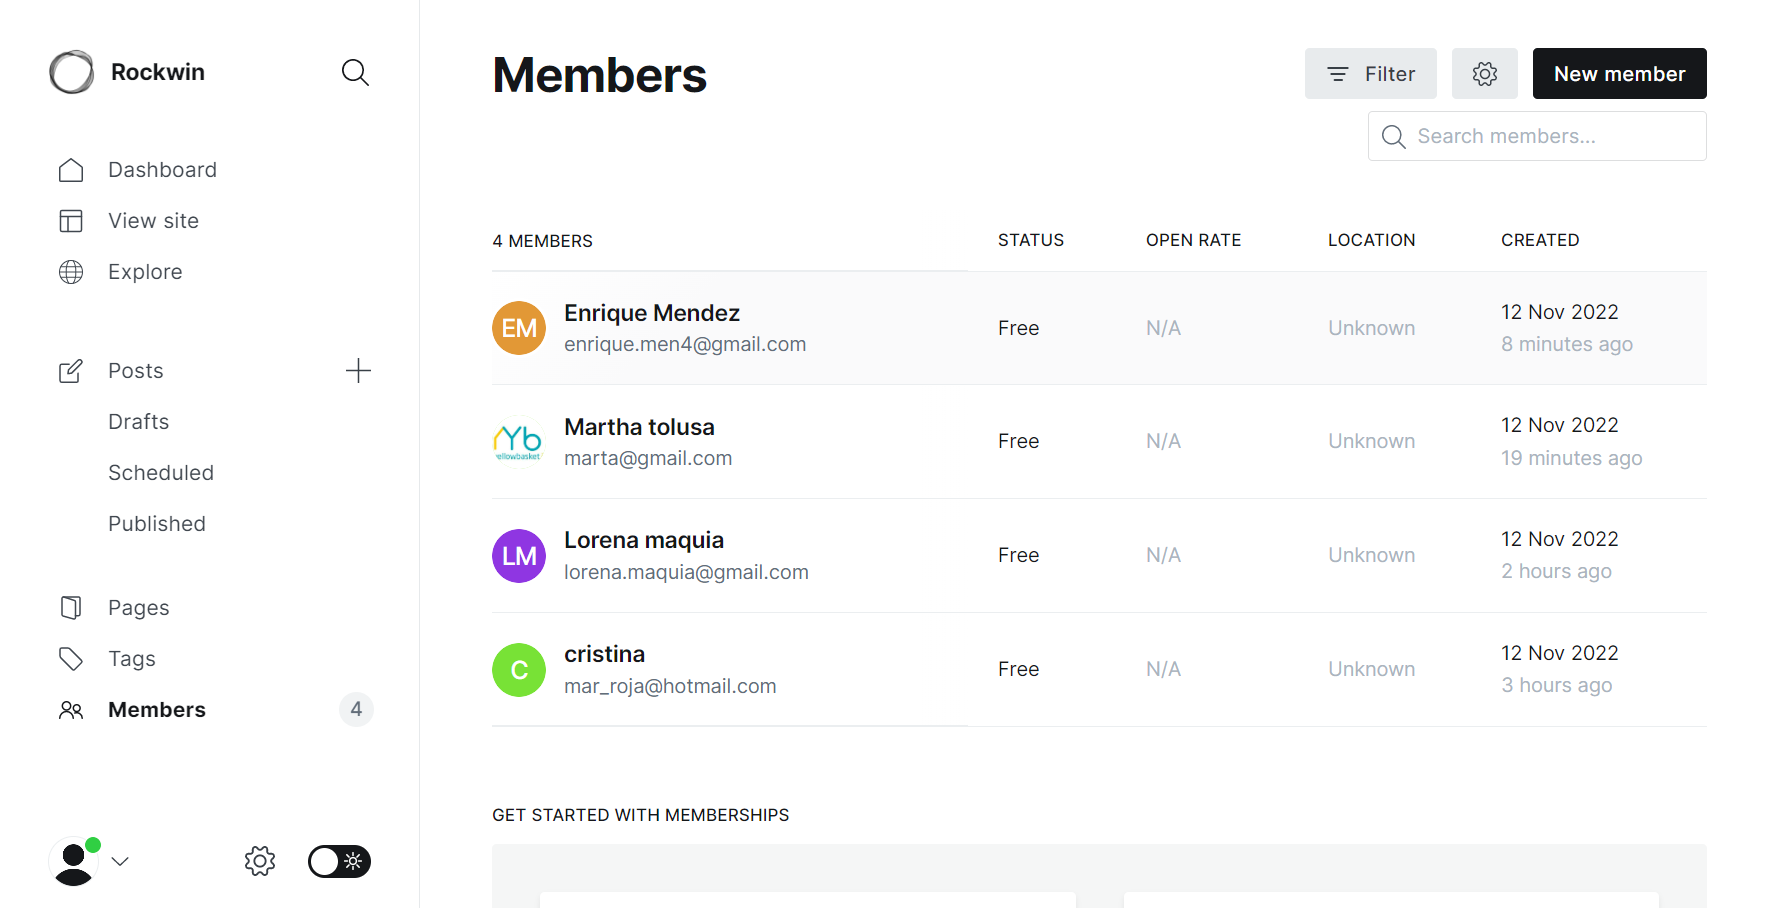 Rockwin
Dashboard
View site
Explore
Posts
Drafts
Scheduled
Published
Pages
Tags
Members 4
Members
Filter
New member
Search members...
4 MEMBERS STATUS OPEN RATE LOCATION CREATED
EM Enrique Mendez Free N/A Unknown 12 Nov 2022
enrique.men4@gmail.com 8 minutes ago
Yb
ellowbasket
Martha tolusa Free N/A Unknown 12 Nov 2022
marta@gmail.com 19 minutes ago
LM Lorena maquia Free N/A Unknown 12 Nov 2022
lorena.maquia@gmail.com 2 hours ago
C cristina Free N/A Unknown 12 Nov 2022
mar_roja@hotmail.com 3 hours ago
GET STARTED WITH MEMBERSHIPS